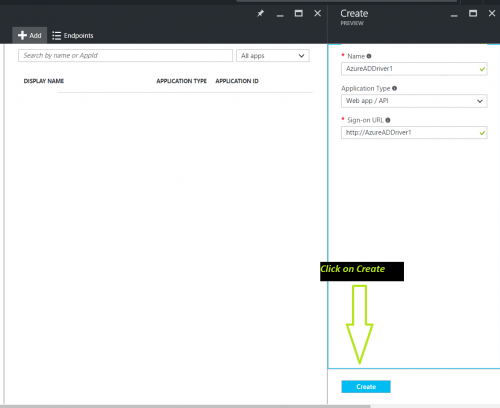 Add
Endpoints
Search by name or AppId
All apps
DISPLAY NAME
APPLICATION TYPE
APPLICATION ID
Create
PREVIEW
* Name
AzureADDriver1
Application Type
Web app / API
* Sign-on URL
http://AzureADDriver1
Click on Create
Create